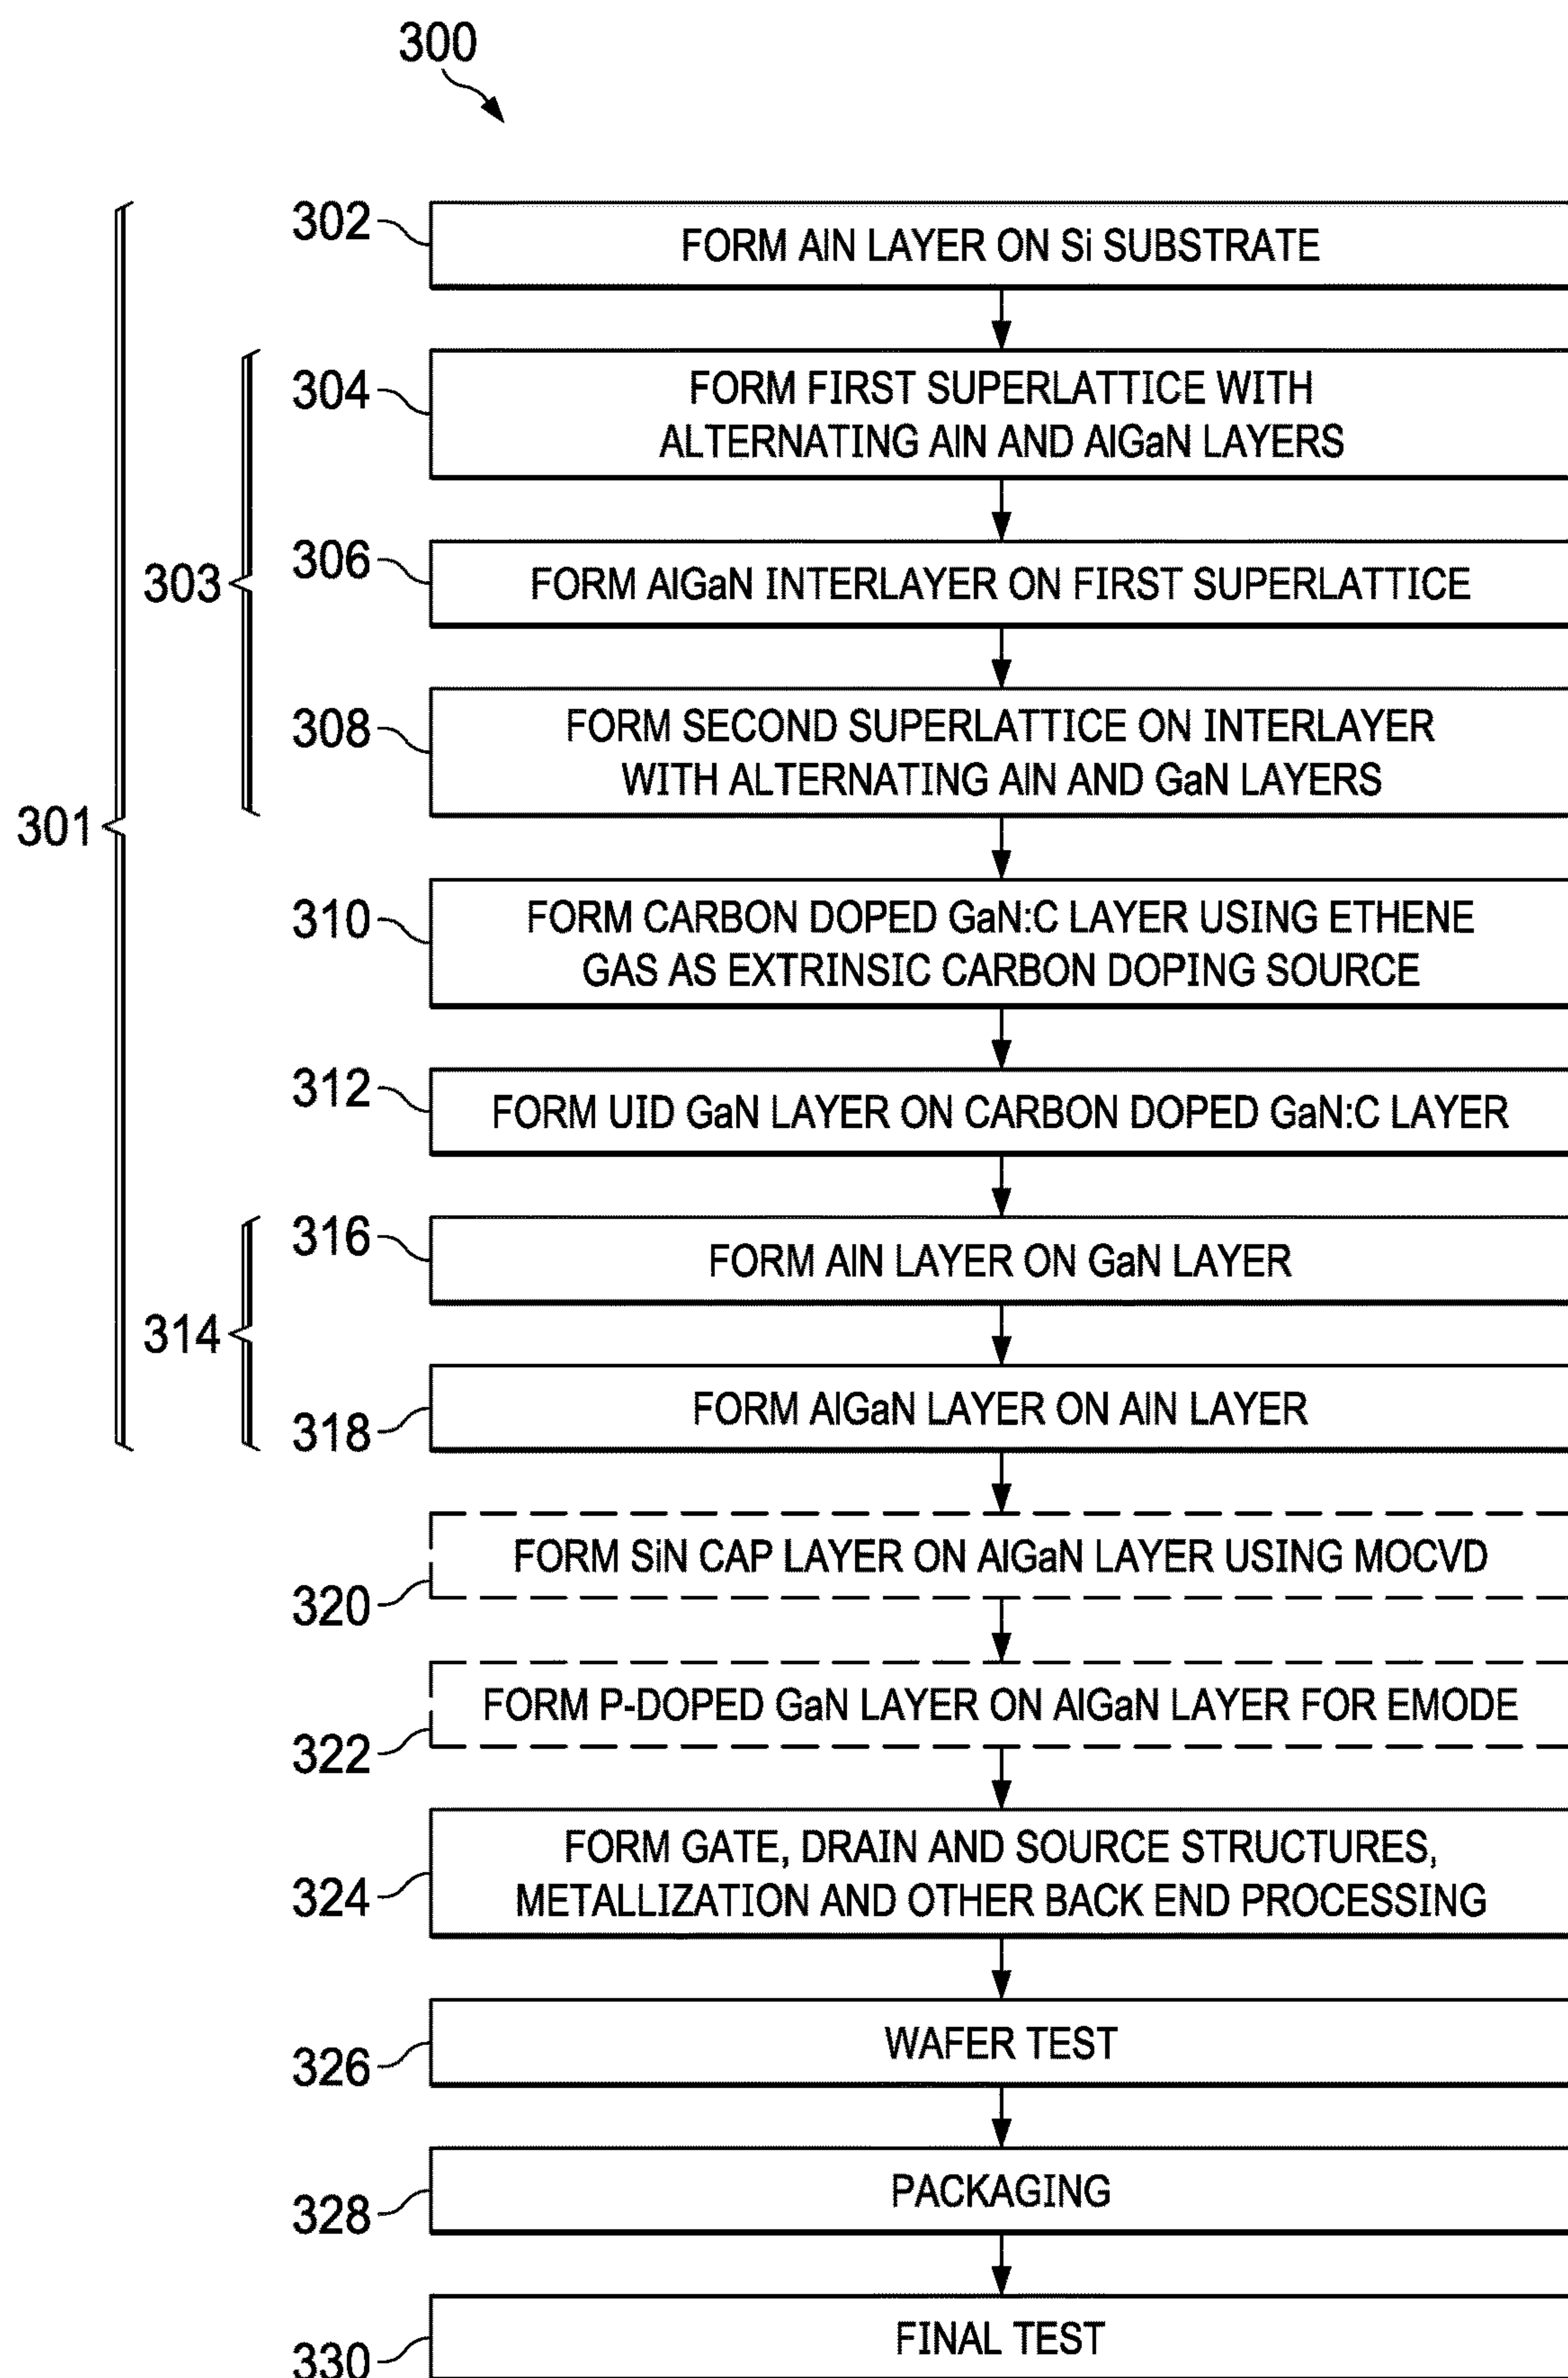 300
302
FORM AlN LAYER ON Si SUBSTRATE
304
FORM FIRST SUPERLATTICE WITH
ALTERNATING AlN AND AlGaN LAYERS
303
306
FORM AlGaN INTERLAYER ON FIRST SUPERLATTICE
308
FORM SECOND SUPERLATTICE ON INTERLAYER
WITH ALTERNATING AlN AND GaN LAYERS
301
310
FORM CARBON DOPED GaN:C LAYER USING ETHENE
GAS AS EXTRINSIC CARBON DOPING SOURCE
312
FORM UID GaN LAYER ON CARBON DOPED GaN:C LAYER
316
FORM AlN LAYER ON GaN LAYER
314
318
FORM AlGaN LAYER ON AlN LAYER
320
FORM SiN CAP LAYER ON AlGaN LAYER USING MOCVD
322
FORM P-DOPED GaN LAYER ON AlGaN LAYER FOR EMODE
324
FORM GATE, DRAIN AND SOURCE STRUCTURES,
METALLIZATION AND OTHER BACK END PROCESSING
326
WAFER TEST
328
PACKAGING
330
FINAL TEST